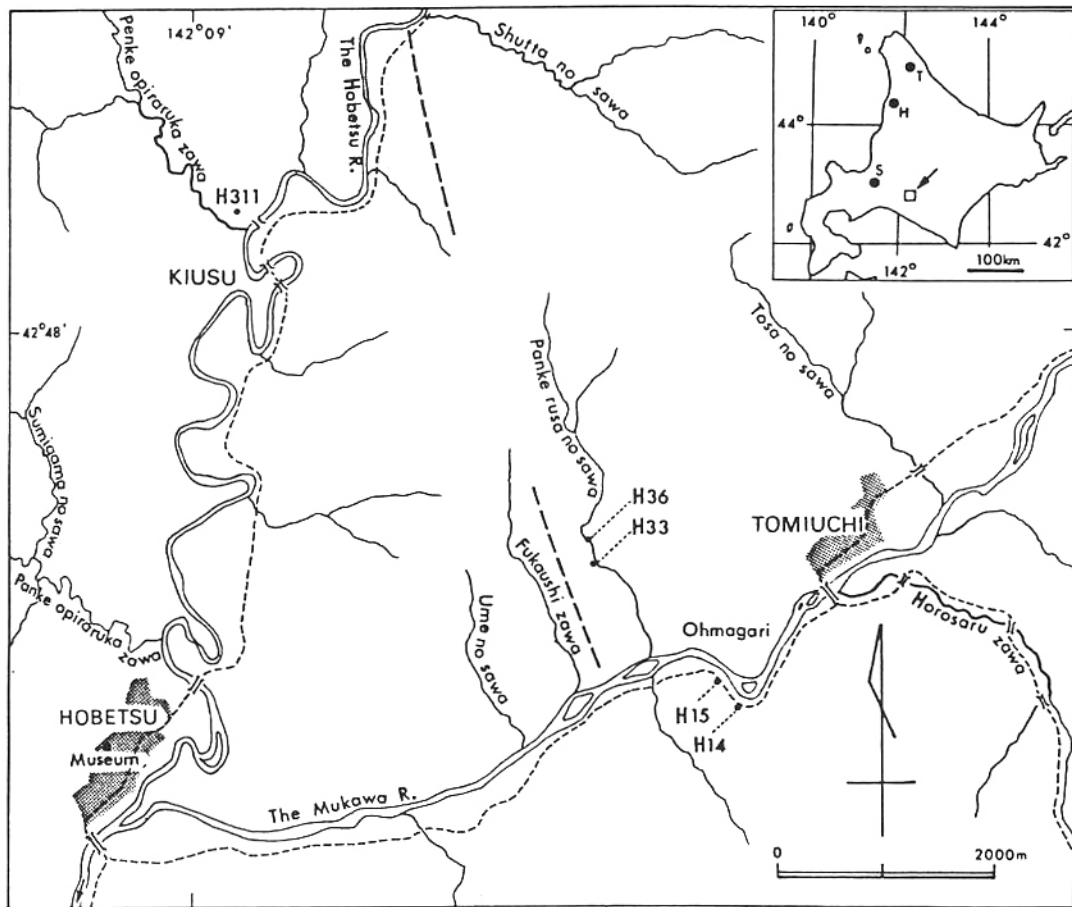 142°09'
Penke opiraruka zawa
The Hobetsu R.
Shutta no sawa
140°
144°
T
H
44°
S
42°
142°
100km
H311
KIUSU
42°48'
Panke rusa no sawa
Tosa no sawa
Sumigama no sawa
H36
H33
TOMIUCHI
Fukaushi zawa
Panke opiraruka zawa
Ume no sawa
Ohmagari
Horosaru zawa
H15
H14
HOBETSU
Museum
The Mukawa R.
0
2000m